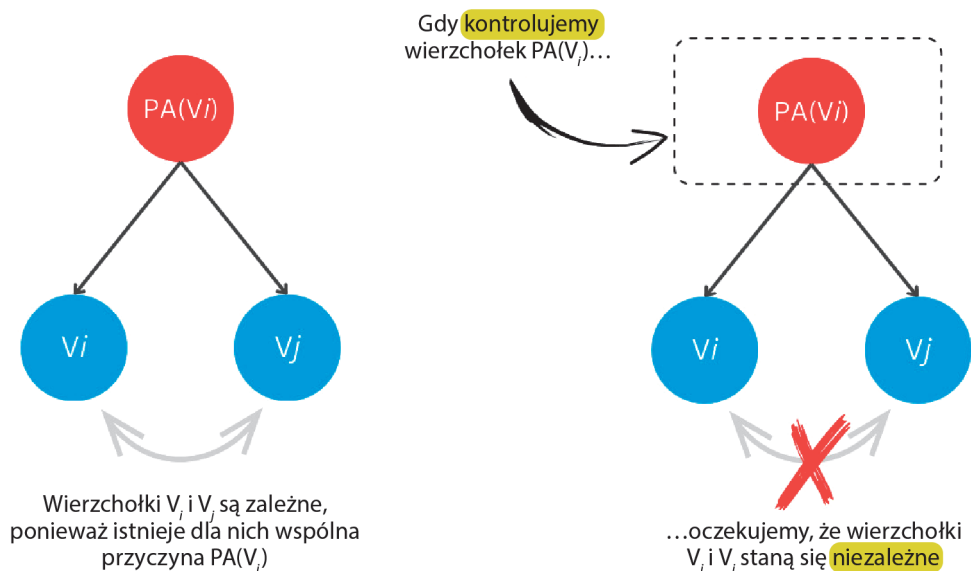 PA(Vi)
Vi
Vj
Wierzchołki Vi i Vj są zależne,
ponieważ istnieje dla nich wspólna
przyczyna PA(Vi)
Gdy kontrolujemy
wierzchołek PA(Vi)…
PA(Vi)
Vi
Vj
…oczekujemy, że wierzchołki
Vi i Vj staną się niezależne